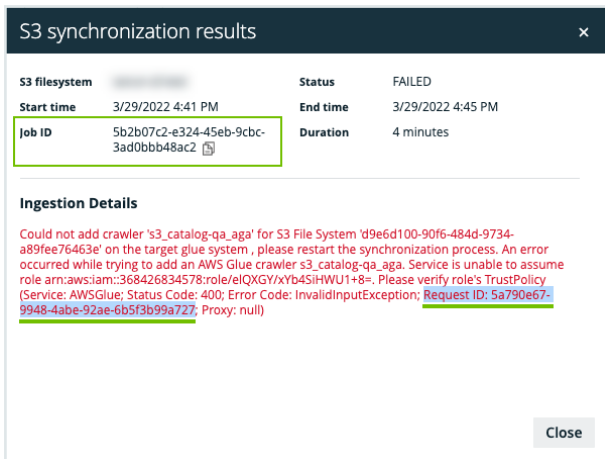 S3 synchronization results
S3 filesystem
Status FAILED
Start time 3/29/2022 4:41 PM
End time 3/29/2022 4:45 PM
Job ID 5b2b07c2-e324-45eb-9cbc-
3ad0bbb48ac2
Duration 4 minutes
Ingestion Details
Could not add crawler 's3_catalog-qa_aga' for S3 File System 'd9e6d100-90f6-484d-9734-
a89fee76463e' on the target glue system , please restart the synchronization process. An error
occurred while trying to add an AWS Glue crawler s3_catalog-qa_aga. Service is unable to assume
role arn:aws:iam::368426834578:role/eIQXGY/xYb4SiHWU1+8=. Please verify role's TrustPolicy
(Service: AWSGlue; Status Code: 400; Error Code: InvalidInputException; Request ID: 5a790e67-
9948-4abe-92ae-6b5f3b99a727; Proxy: null)
Close